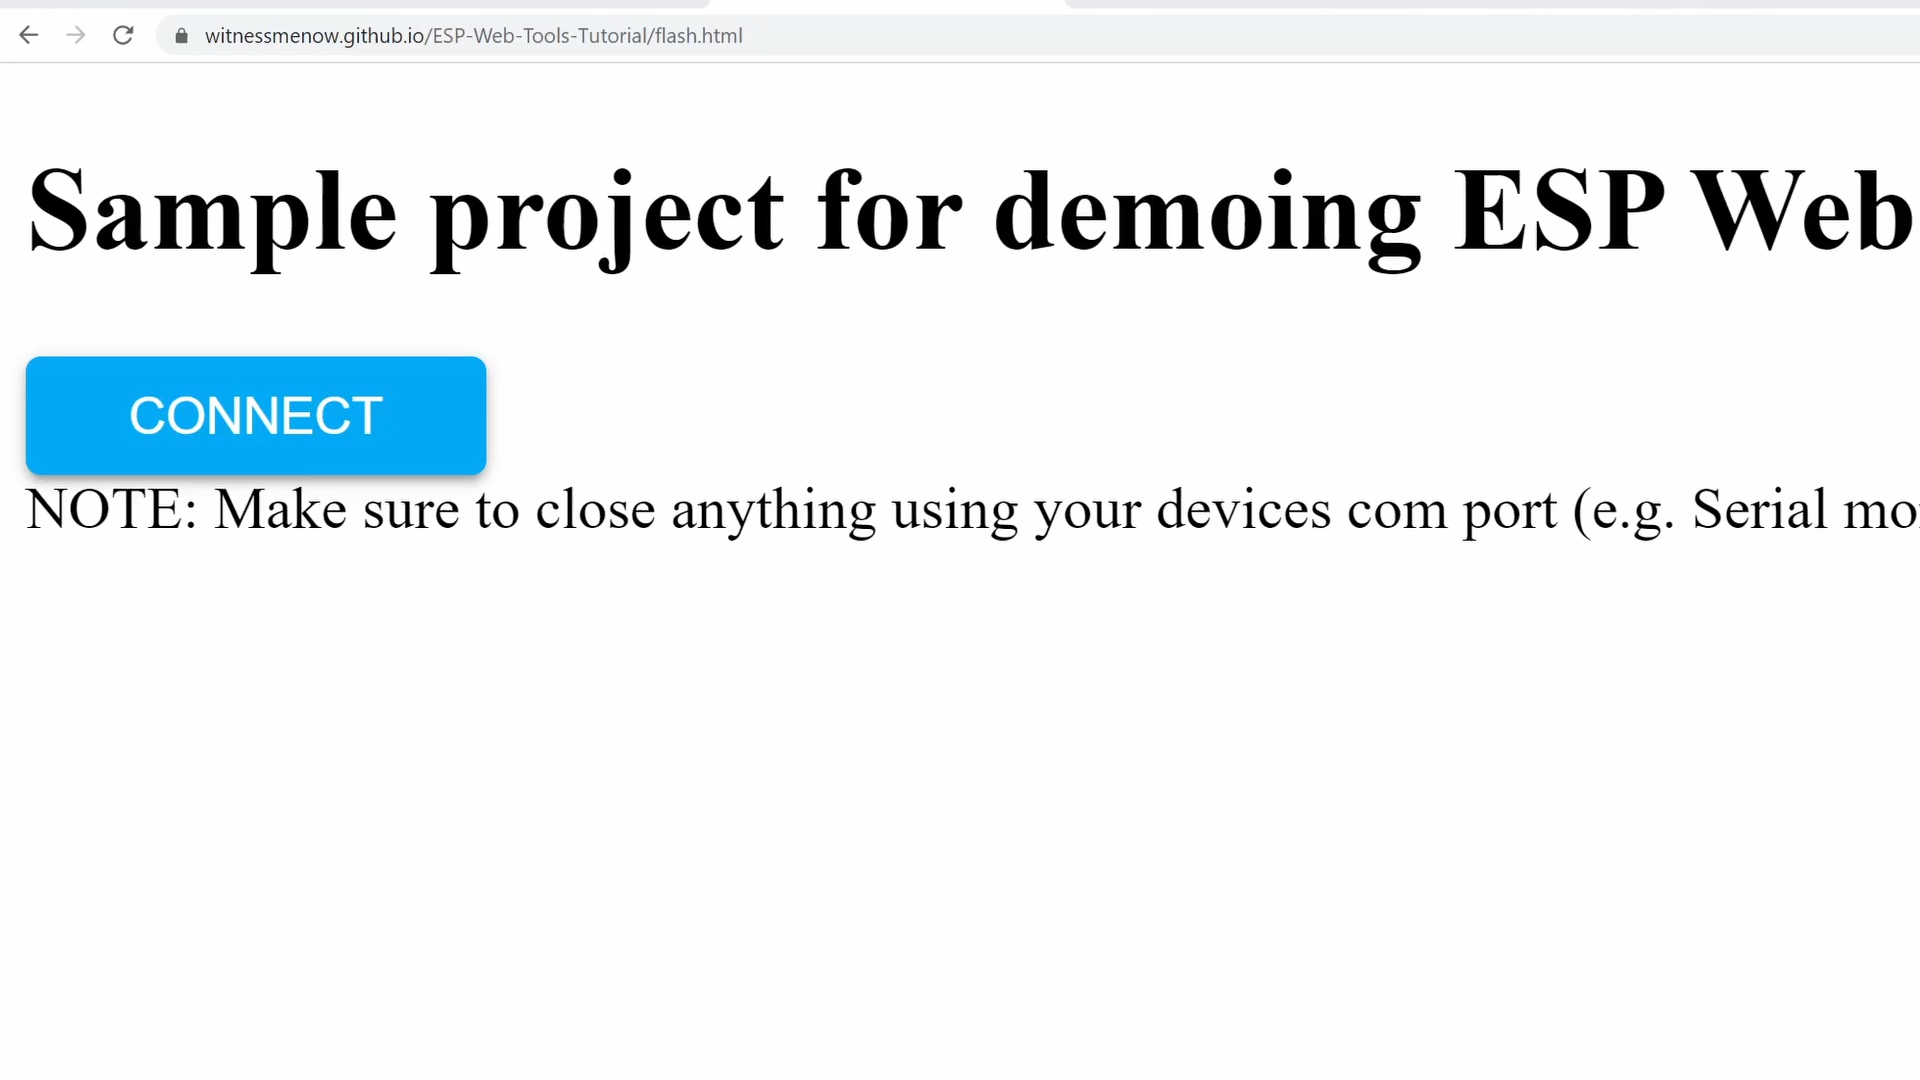 witnessmenow.github.io/ESP-Web-Tools-Tutorial/flash.html
Sample project for demoing ESP Web
CONNECT
NOTE: Make sure to close anything using your devices com port (e.g. Serial mo